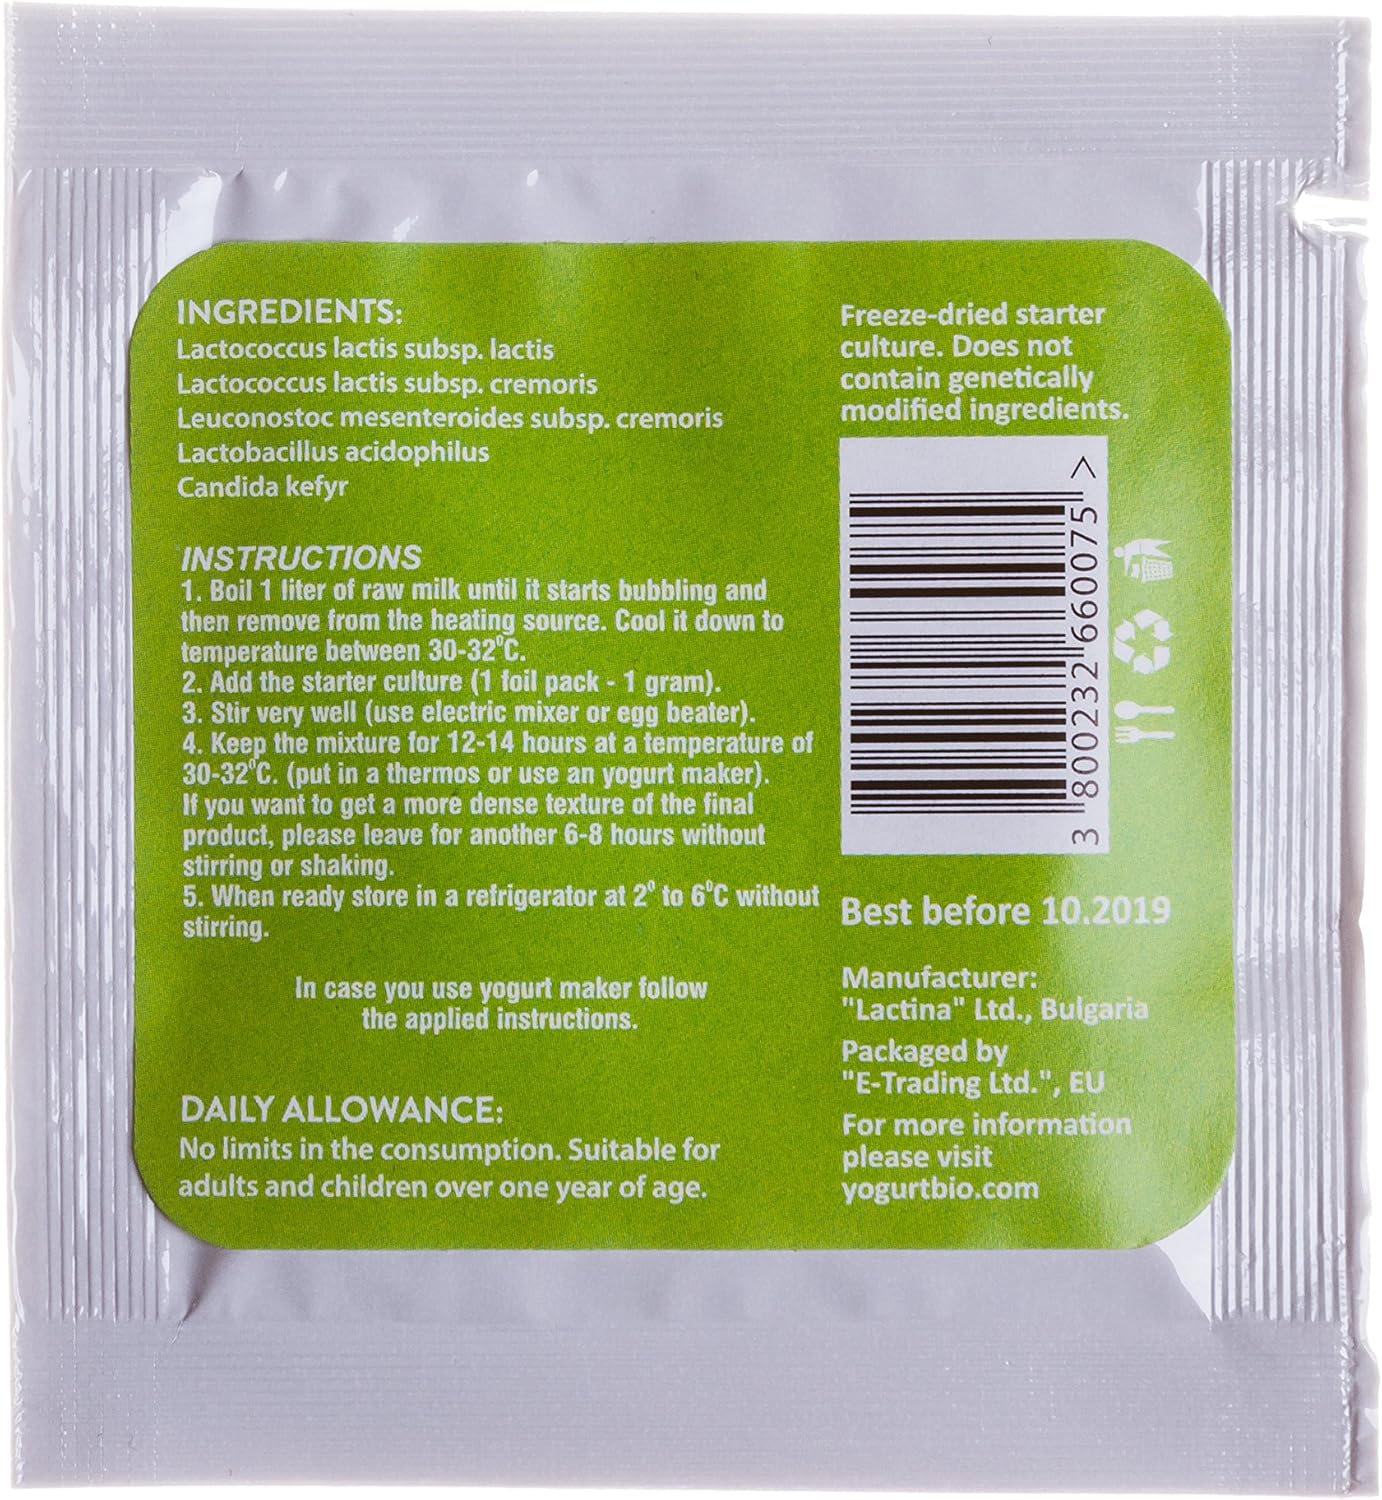 INGREDIENTS:
Lactococcus lactis subsp. lactis
Lactococcus lactis subsp. cremoris
Leuconostoc mesenteroides subsp. cremoris
Lactobacillus acidophilus
Candida kefyr
INSTRUCTIONS
1. Boil 1 liter of raw milk until it starts bubbling and
then remove from the heating source. Cool it down to
temperature between 30-32⁰C.
2. Add the starter culture (1 foil pack - 1 gram).
3. Stir very well (use electric mixer or egg beater).
4. Keep the mixture for 12-14 hours at a temperature of
30-32⁰C. (put in a thermos or use an yogurt maker).
If you want to get a more dense texture of the final
product, please leave for another 6-8 hours without
stirring or shaking.
5. When ready store in a refrigerator at 2⁰ to 6⁰C without
stirring.
In case you use yogurt maker follow
the applied instructions.
DAILY ALLOWANCE:
No limits in the consumption. Suitable for
adults and children over one year of age.
Freeze-dried starter
culture. Does not
contain genetically
modified ingredients.
3 800232 660075 >
Best before 10.2019
Manufacturer:
"Lactina" Ltd., Bulgaria
Packaged by
"E-Trading Ltd.", EU
For more information
please visit
yogurtbio.com